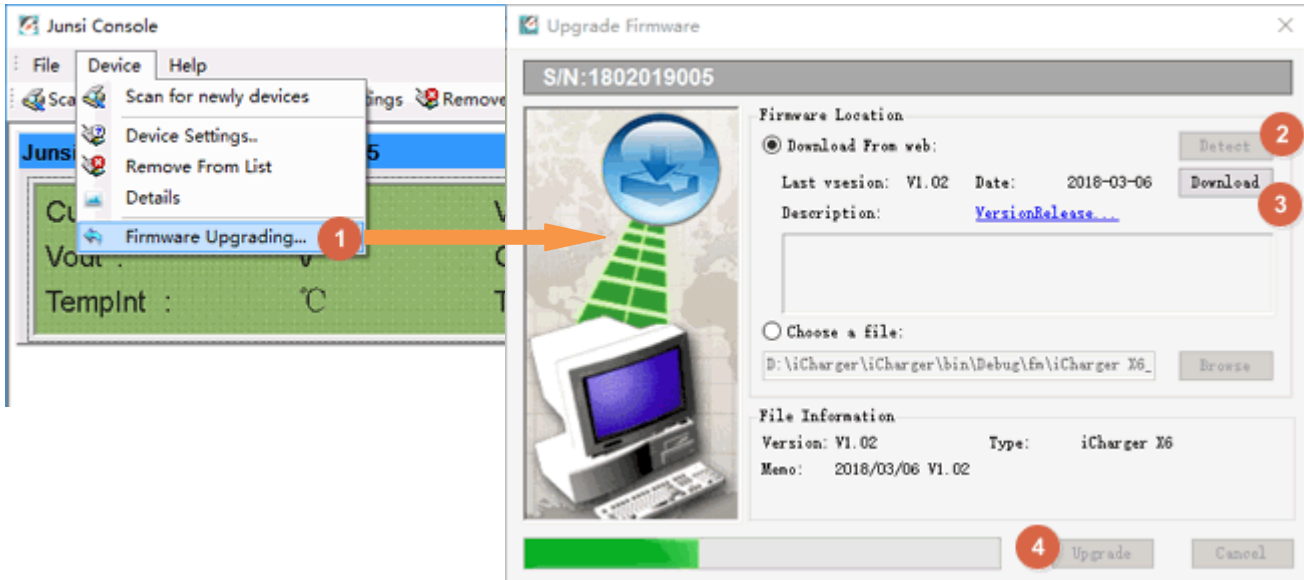 Junsi Console
File Device Help
Sca ings Remove
Scan for newly devices
Device Settings..
Remove From List
Details
Firmware Upgrading... 1
Junsi 5
Cu V
Vout : V C
TempInt : ℃ T
Upgrade Firmware
S/N:1802019005
Firmware Location
Download From web: Detect 2
Last vsesion: V1.02 Date: 2018-03-06 Download
3
Description: VersionRelease...
Choose a file:
D:\iCharger\iCharger\bin\Debug\fm\iCharger X6_ Browse
File Information
Version: V1.02 Type: iCharger X6
Memo: 2018/03/06 V1.02
4 Upgrade Cancel